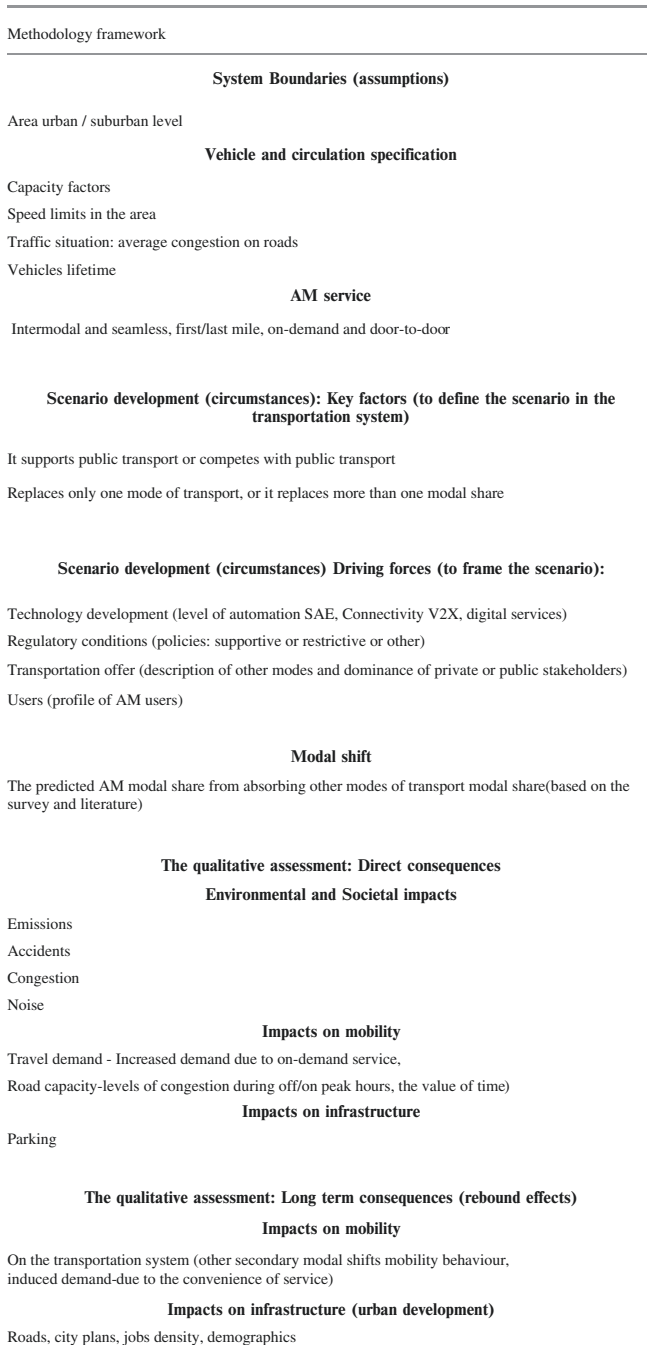 Methodology framework
System Boundaries (assumptions)
Area urban / suburban level
Vehicle and circulation specification
Capacity factors
Speed limits in the area
Traffic situation: average congestion on roads
Vehicles lifetime
AM service
Intermodal and seamless, first/last mile, on-demand and door-to-door
Scenario development (circumstances): Key factors (to define the scenario in the
transportation system)
It supports public transport or competes with public transport
Replaces only one mode of transport, or it replaces more than one modal share
Scenario development (circumstances) Driving forces (to frame the scenario):
Technology development (level of automation SAE, Connectivity V2X, digital services)
Regulatory conditions (policies: supportive or restrictive or other)
Transportation offer (description of other modes and dominance of private or public stakeholders)
Users (profile of AM users)
Modal shift
The predicted AM modal share from absorbing other modes of transport modal share(based on the
survey and literature)
The qualitative assessment: Direct consequences
Environmental and Societal impacts
Emissions
Accidents
Congestion
Noise
Impacts on mobility
Travel demand - Increased demand due to on-demand service,
Road capacity-levels of congestion during off/on peak hours, the value of time)
Impacts on infrastructure
Parking
The qualitative assessment: Long term consequences (rebound effects)
Impacts on mobility
On the transportation system (other secondary modal shifts mobility behaviour,
induced demand-due to the convenience of service)
Impacts on infrastructure (urban development)
Roads, city plans, jobs density, demographics